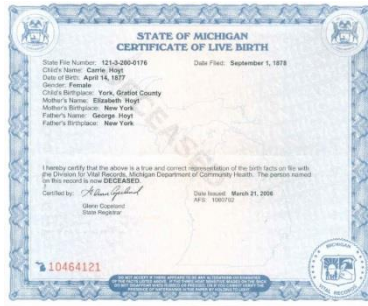 STATE OF MICHIGAN
CERTIFICATE OF LIVE BIRTH
State File Number: 121-3-280-0176
Date Filed: September 1, 1878
Child's Name: Carrie Hoyt
Date of Birth: April 14, 1877
Gender: Female
Child's Birthplace: York, Gratiot County
Mother's Name: Elizabeth Hoyt
Mother's Birthplace: New York
Father's Name: George Hoyt
Father's Birthplace: New York
DECEASED
I hereby certify that the above is a true and correct representation of the birth facts on file with
the Division for Vital Records, Michigan Department of Community Health. The person named
on this record is now DECEASED.
Certified by:
Glenn Copeland
State Registrar
Date Issued: March 21, 2006
10464121
MICHIGAN
VITAL RECORDS